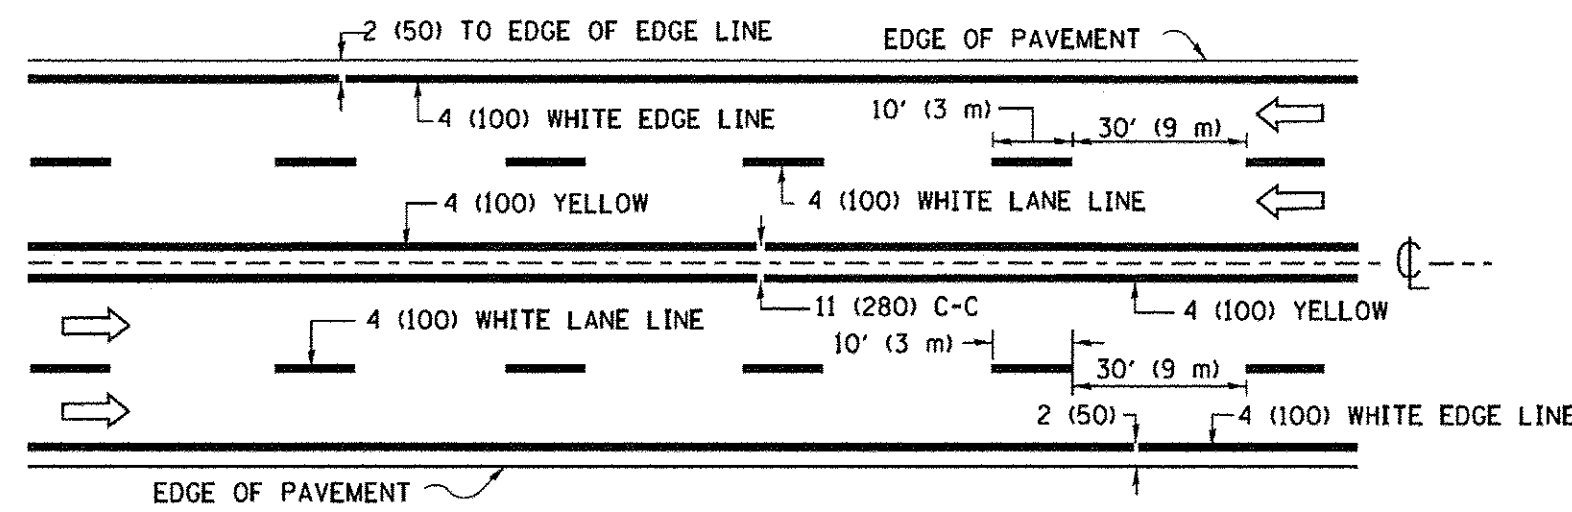 2 (50) TO EDGE OF EDGE LINE
EDGE OF PAVEMENT
4 (100) WHITE EDGE LINE
10' (3 m)
30' (9 m)
4 (100) YELLOW
4 (100) WHITE LANE LINE
11 (280) C-C
4 (100) YELLOW
4 (100) WHITE LANE LINE
10' (3 m)
30' (9 m)
2 (50)
4 (100) WHITE EDGE LINE
EDGE OF PAVEMENT